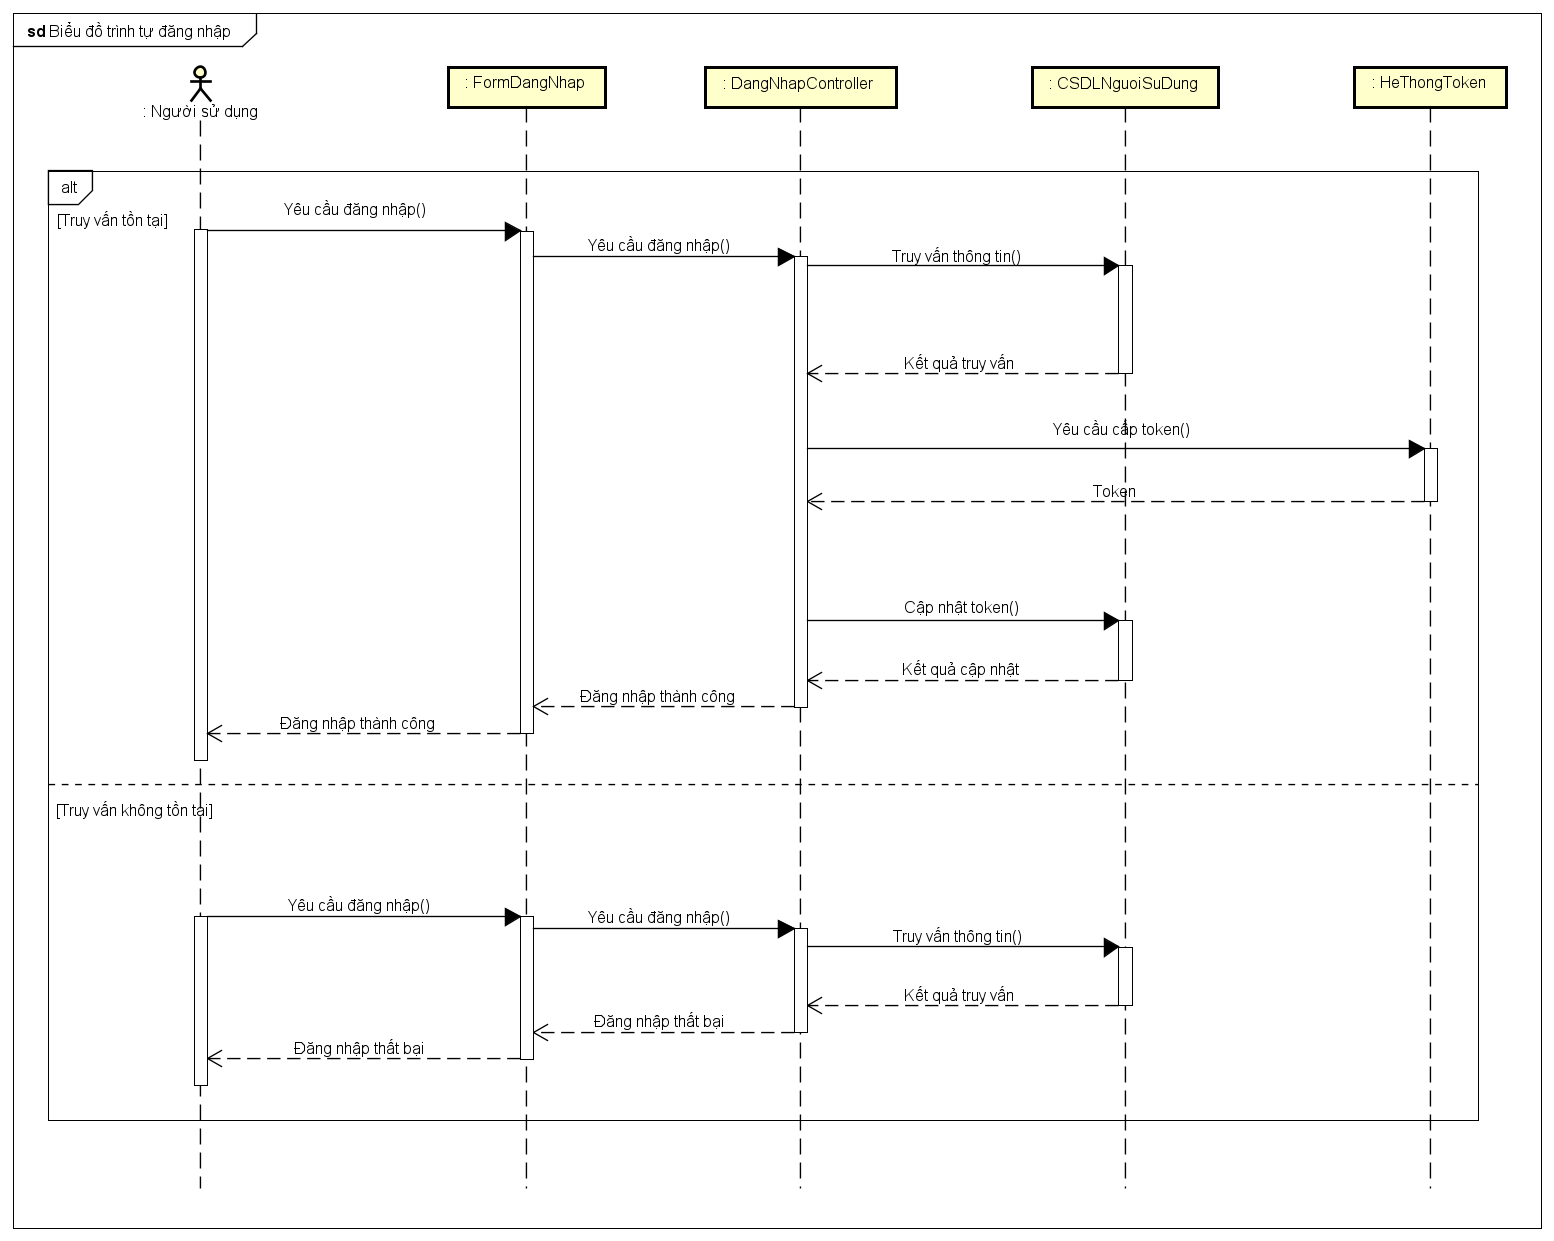 sd Biểu đồ trình tự đăng nhập
: Người sử dụng
: FormDangNhap
: DangNhapController
: CSDLNguoiSuDung
: HeThongToken
alt
[Truy vấn tồn tại]
Yêu cầu đăng nhập()
Yêu cầu đăng nhập()
Truy vấn thông tin()
Kết quả truy vấn
Yêu cầu cấp token()
Token
Cập nhật token()
Kết quả cập nhật
Đăng nhập thành công
Đăng nhập thành công
[Truy vấn không tồn tại]
Yêu cầu đăng nhập()
Yêu cầu đăng nhập()
Truy vấn thông tin()
Kết quả truy vấn
Đăng nhập thất bại
Đăng nhập thất bại